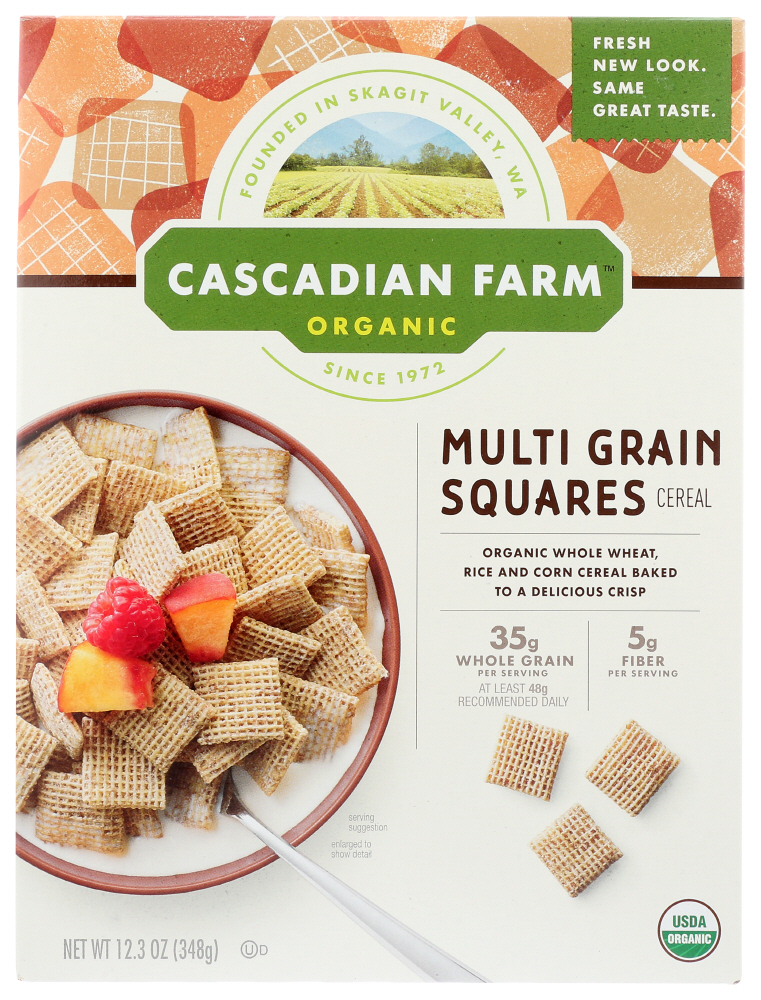 FRESH
NEW LOOK.
SAME
GREAT TASTE.
FOUNDED IN SKAGIT VALLEY, WA
CASCADIAN FARM™
ORGANIC
SINCE 1972
MULTI GRAIN
SQUARES CEREAL
ORGANIC WHOLE WHEAT,
RICE AND CORN CEREAL BAKED
TO A DELICIOUS CRISP
35g
WHOLE GRAIN
PER SERVING
AT LEAST 48g
RECOMMENDED DAILY
5g
FIBER
PER SERVING
serving
suggestion
enlarged to
show detail
NET WT 12.3 OZ (348g) Ⓤ D
USDA
ORGANIC